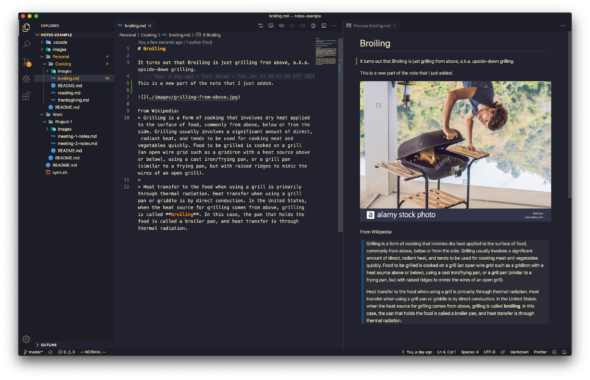 broiling.md — notes-example
EXPLORER
NOTES-EXAMPLE
.vscode
Personal
Cooking
images
broiling.md M
README.md
roasting.md
thanksgiving.md
README.md
Work
Project-1
images
meeting-1-notes.md
meeting-2-notes.md
README.md
README.md
README.md
sync.sh
OUTLINE
broiling.md
Personal > Cooking > broiling.md > # Broiling
You, a few seconds ago | 1 author (You)
1 # Broiling
2
3 It turns out that Broiling is just grilling from above, a.k.a.
upside-down grilling.
4
5 This is a new part of the note that I just added.
6
7 ![](./images/grilling-from-above.jpg)
8
9 From Wikipedia:
10 > Grilling is a form of cooking that involves dry heat applied
to the surface of food, commonly from above, below or from the
side. Grilling usually involves a significant amount of direct,
radiant heat, and tends to be used for cooking meat and
vegetables quickly. Food to be grilled is cooked on a grill
(an open wire grid such as a gridiron with a heat source above
or below), using a cast iron/frying pan, or a grill pan
(similar to a frying pan, but with raised ridges to mimic the
wires of an open grill).
11 >
12 > Heat transfer to the food when using a grill is primarily
through thermal radiation. Heat transfer when using a grill
pan or griddle is by direct conduction. In the United States,
when the heat source for grilling comes from above, grilling
is called **broiling**. In this case, the pan that holds the
food is called a broiler pan, and heat transfer is through
thermal radiation.
Preview broiling.md
Broiling
It turns out that Broiling is just grilling from above, a.k.a. upside-down grilling.
This is a new part of the note that I just added.
alamy stock photo
From Wikipedia:
Grilling is a form of cooking that involves dry heat applied to the surface of food,
commonly from above, below or from the side. Grilling usually involves a significant
amount of direct, radiant heat, and tends to be used for cooking meat and vegetables
quickly. Food to be grilled is cooked on a grill (an open wire grid such as a gridiron with a
heat source above or below), using a cast iron/frying pan, or a grill pan (similar to a
frying pan, but with raised ridges to mimic the wires of an open grill).
Heat transfer to the food when using a grill is primarily through thermal radiation. Heat
transfer when using a grill pan or griddle is by direct conduction. In the United States,
when the heat source for grilling comes from above, grilling is called broiling. In this
case, the pan that holds the food is called a broiler pan, and heat transfer is through
thermal radiation.
master*
0 0
-- NORMAL --
You, a day ago
Ln 4, Col 1
Spaces: 4
UTF-8
LF
Markdown
Prettier